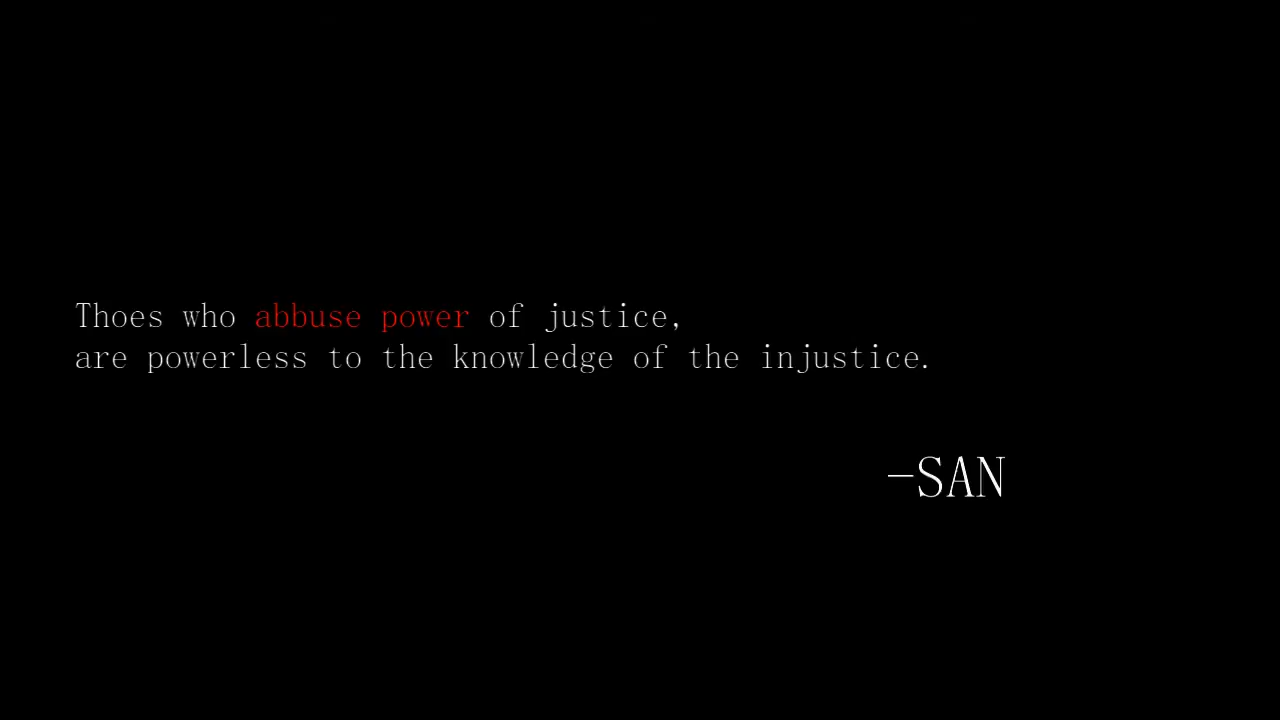 Thoes who abbuse power of justice,
are powerless to the knowledge of the injustice.
-SAN